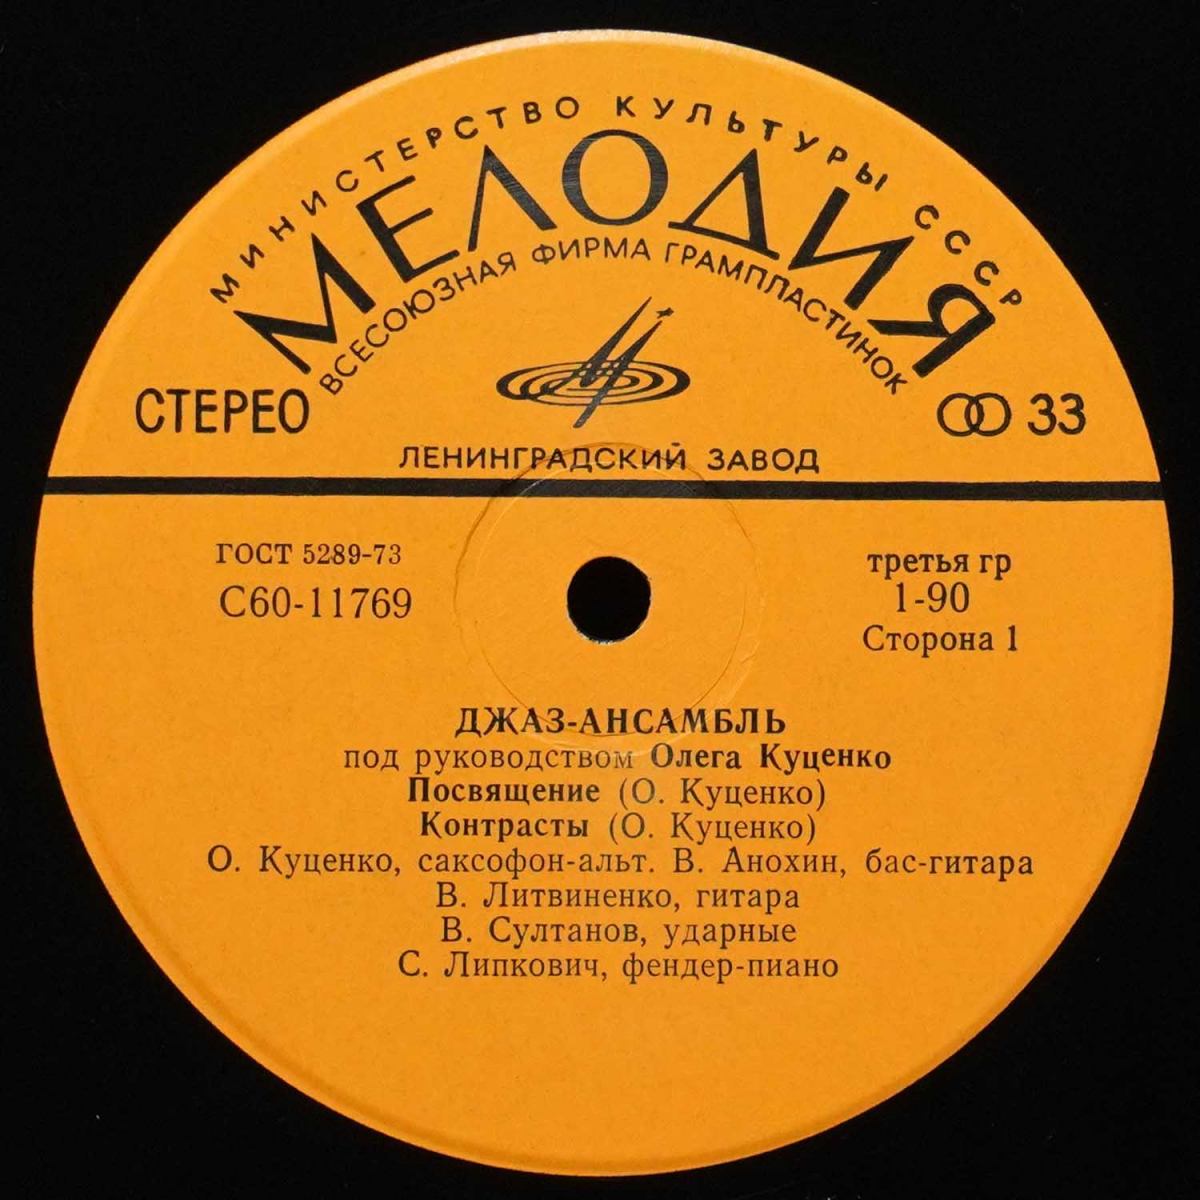 МИНИСТЕРСТВО КУЛЬТУРЫ СССР
МЕЛОДИЯ
ВСЕСОЮЗНАЯ ФИРМА ГРАМПЛАСТИНОК
СТЕРЕО
33
ЛЕНИНГРАДСКИЙ ЗАВОД
ГОСТ 5289-73
С60-11769
третья гр
1-90
Сторона 1
ДЖАЗ-АНСАМБЛЬ
под руководством Олега Куценко
Посвящение (О. Куценко)
Контрасты (О. Куценко)
О. Куценко, саксофон-альт. В. Анохин, бас-гитара
В. Литвиненко, гитара
В. Султанов, ударные
С. Липкович, фендер-пиано